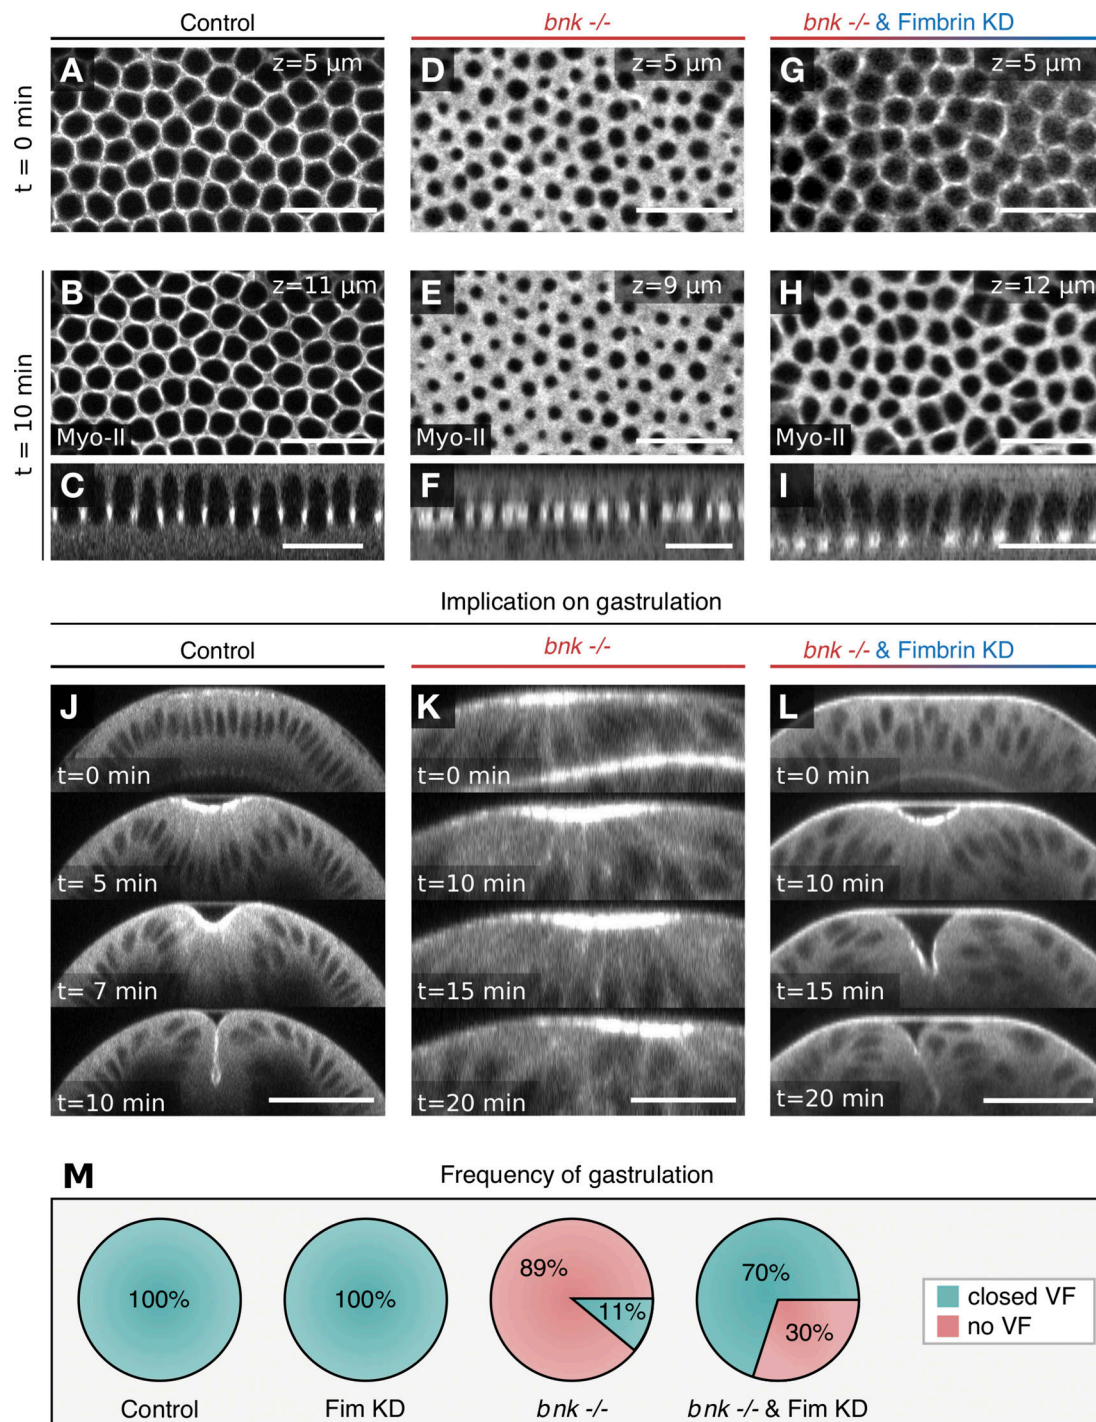 Control
bnk -/-
bnk -/- & Fimbrin KD
t = 0 min
A
z=5 µm
D
z=5 µm
G
z=5 µm
t = 10 min
B
z=11 µm
Myo-II
E
z=9 µm
Myo-II
H
z=12 µm
Myo-II
C
F
I
Implication on gastrulation
Control
bnk -/-
bnk -/- & Fimbrin KD
J
t=0 min
t= 5 min
t= 7 min
t=10 min
K
t=0 min
t=10 min
t=15 min
t=20 min
L
t=0 min
t=10 min
t=15 min
t=20 min
M
Frequency of gastrulation
100%
100%
89%
11%
70%
30%
closed VF
no VF
Control
Fim KD
bnk -/-
bnk -/- & Fim KD